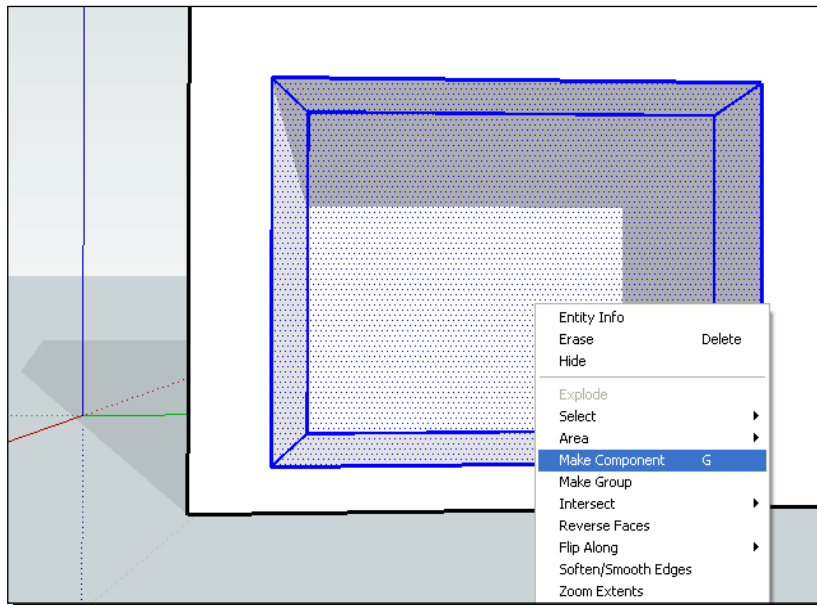 Entity Info
Erase Delete
Hide
Explode
Select
Area
Make Component G
Make Group
Intersect
Reverse Faces
Flip Along
Soften/Smooth Edges
Zoom Extents